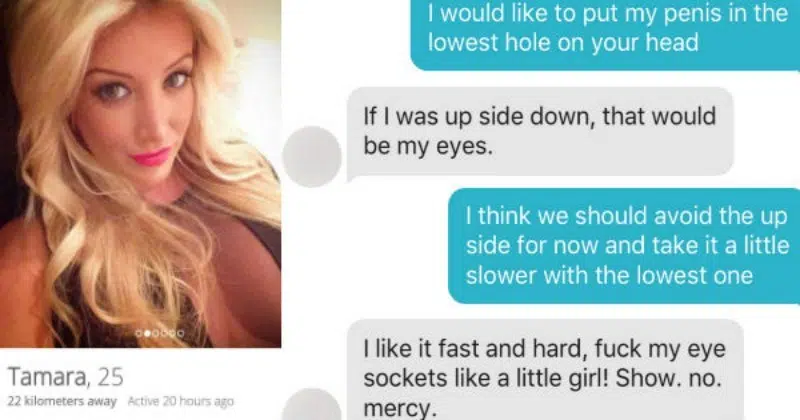 I would like to put my penis in the
lowest hole on your head
If I was up side down, that would
be my eyes.
I think we should avoid the up
side for now and take it a little
slower with the lowest one
I like it fast and hard, fuck my eye
sockets like a little girl! Show. no.
mercy.
Tamara, 25
22 kilometers away Active 20 hours ago